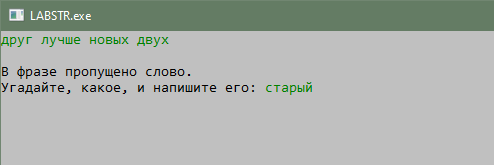 LABSTR.exe
друг лучше новых двух
В фразе пропущено слово.
Угадайте, какое, и напишите его: старый